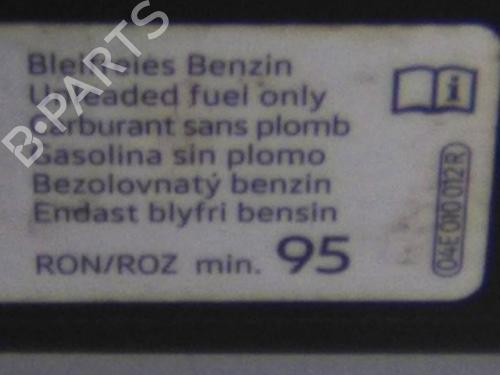 B-PARTS
Bleifreies Benzin
Unleaded fuel only
Carburant sans plomb
Gasolina sin plomo
Bezolovnatý benzin
Endast blyfri bensin
RON/ROZ min. 95
04E 010 012 R